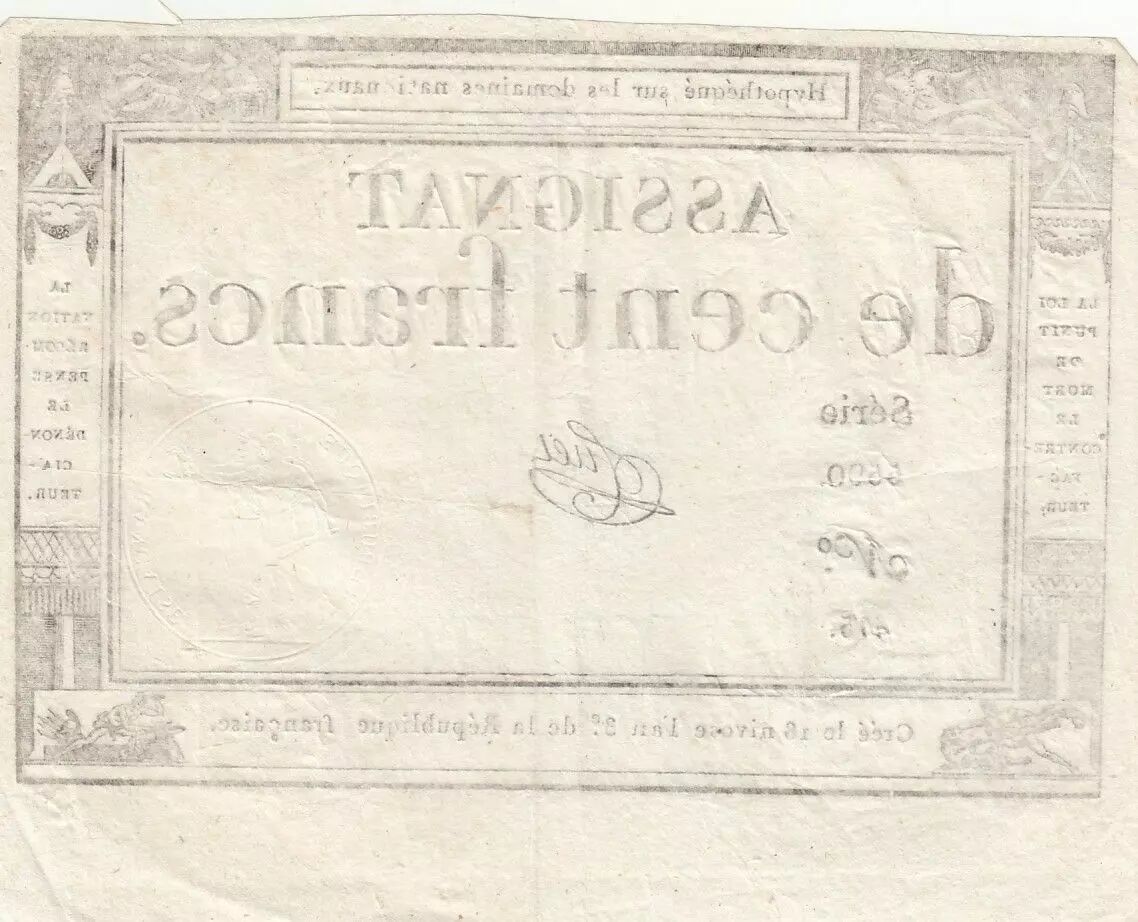 Hypothéqué sur les domaines nationaux.
ASSIGNAT
de cent francs.
Série
N.º
Créé le 18 nivose l'an 3.e de la République française.
LA LOI
PUNIT
DE
MORT
LE
CONTRE-
FAC-
TEUR;
LA
NATION
RÉCOM-
PENSE
LE
DÉNON-
CIA-
TEUR.